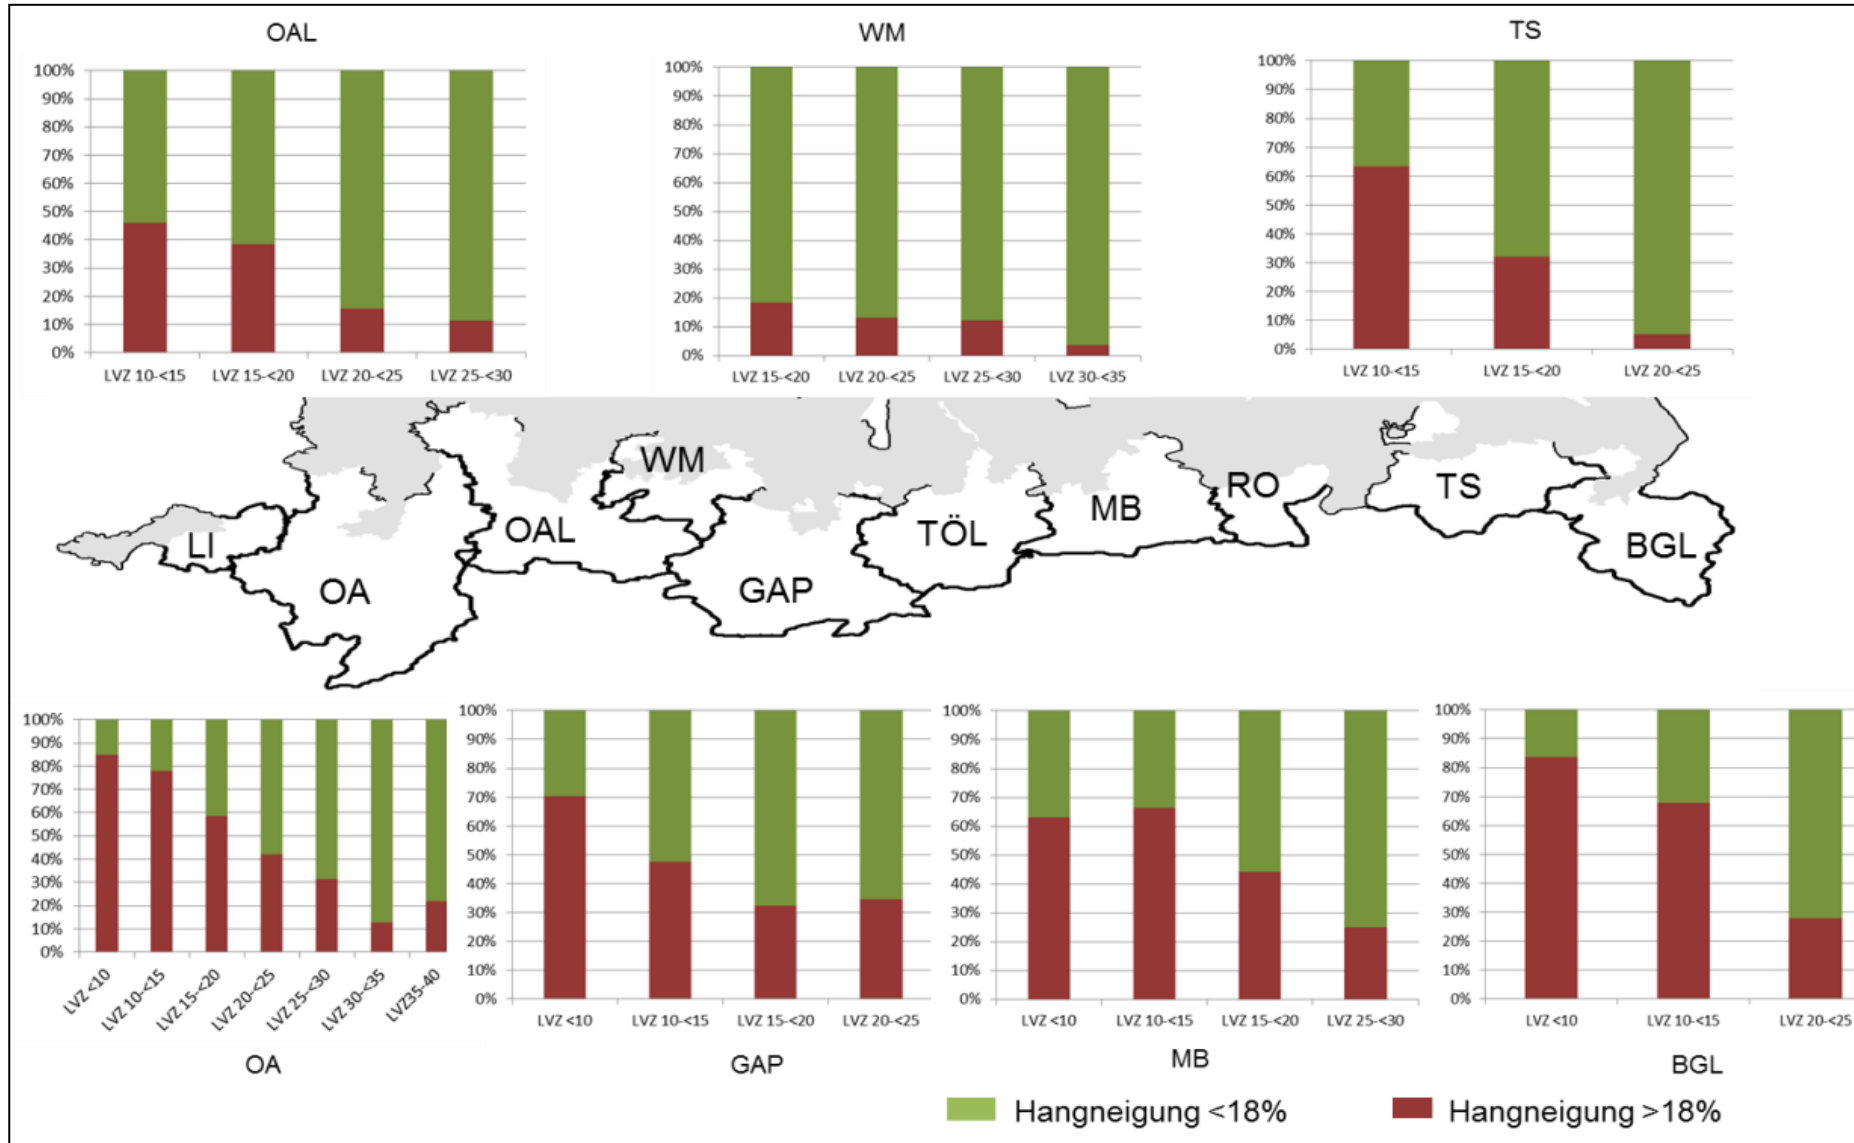 OAL
WM
TS
100%
90%
80%
70%
60%
50%
40%
30%
20%
10%
0%
LVZ 10-<15 LVZ 15-<20 LVZ 20-<25 LVZ 25-<30
100%
90%
80%
70%
60%
50%
40%
30%
20%
10%
0%
LVZ 15-<20 LVZ 20-<25 LVZ 25-<30 LVZ 30-<35
100%
90%
80%
70%
60%
50%
40%
30%
20%
10%
0%
LVZ 10-<15 LVZ 15-<20 LVZ 20-<25
LI
OA
OAL
WM
GAP
TÖL
MB
RO
TS
BGL
100%
90%
80%
70%
60%
50%
40%
30%
20%
10%
0%
LVZ <10 LVZ 10-<15 LVZ 15-<20 LVZ 20-<25 LVZ 25-<30 LVZ 30-<35 LVZ35-40
OA
100%
90%
80%
70%
60%
50%
40%
30%
20%
10%
0%
LVZ <10 LVZ 10-<15 LVZ 15-<20 LVZ 20-<25
GAP
100%
90%
80%
70%
60%
50%
40%
30%
20%
10%
0%
LVZ <10 LVZ 10-<15 LVZ 15-<20 LVZ 25-<30
MB
100%
90%
80%
70%
60%
50%
40%
30%
20%
10%
0%
LVZ <10 LVZ 10-<15 LVZ 20-<25
BGL
Hangneigung <18%
Hangneigung >18%